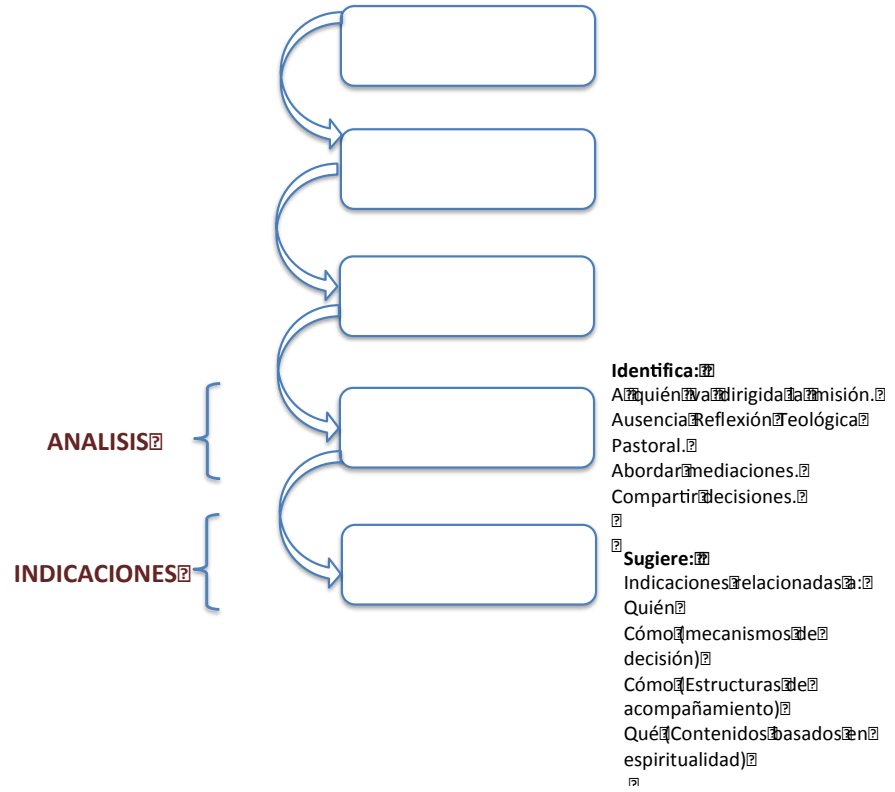 Identifica:
A quién va dirigida la misión.
Ausencia Reflexión Teológica
Pastoral.
ANALISIS
Abordar mediaciones.
Compartir decisiones.
Sugiere:
INDICACIONES
Indicaciones relacionadas a:
Quién
Cómo (mecanismos de
decisión)
Cómo (Estructuras de
acompañamiento)
Qué (Contenidos basados en
espiritualidad)